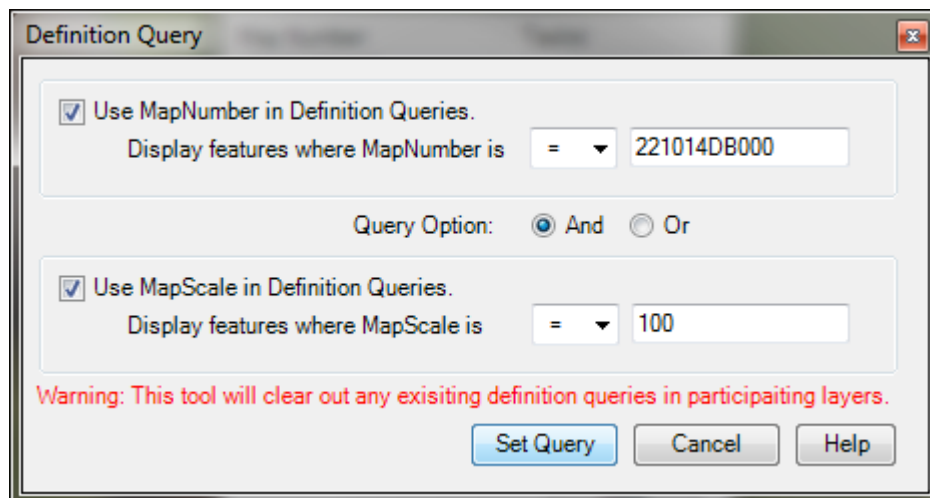 Definition Query
Use MapNumber in Definition Queries.
Display features where MapNumber is = 221014DB000
Query Option: And Or
Use MapScale in Definition Queries.
Display features where MapScale is = 100
Warning: This tool will clear out any exisiting definition queries in participaiting layers.
Set Query Cancel Help